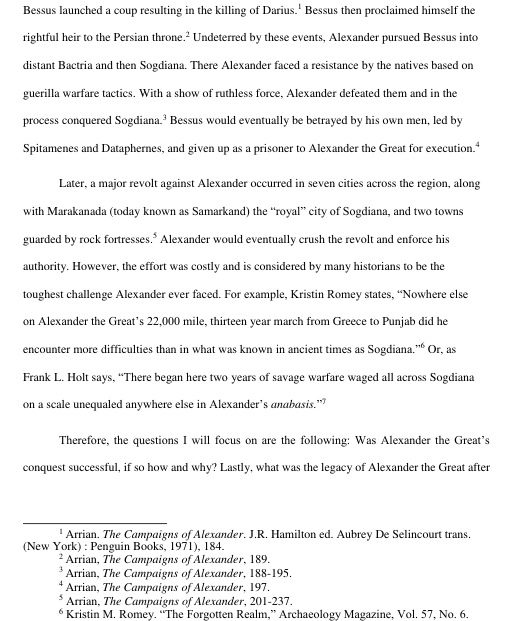 Bessus launched a coup resulting in the killing of Darius.¹ Bessus then proclaimed himself the
rightful heir to the Persian throne.² Undeterred by these events, Alexander pursued Bessus into
distant Bactria and then Sogdiana. There Alexander faced a resistance by the natives based on
guerilla warfare tactics. With a show of ruthless force, Alexander defeated them and in the
process conquered Sogdiana.³ Bessus would eventually be betrayed by his own men, led by
Spitamenes and Dataphernes, and given up as a prisoner to Alexander the Great for execution.⁴
Later, a major revolt against Alexander occurred in seven cities across the region, along
with Marakanada (today known as Samarkand) the “royal” city of Sogdiana, and two towns
guarded by rock fortresses.⁵ Alexander would eventually crush the revolt and enforce his
authority. However, the effort was costly and is considered by many historians to be the
toughest challenge Alexander ever faced. For example, Kristin Romey states, “Nowhere else
on Alexander the Great’s 22,000 mile, thirteen year march from Greece to Punjab did he
encounter more difficulties than in what was known in ancient times as Sogdiana.”⁶ Or, as
Frank L. Holt says, “There began here two years of savage warfare waged all across Sogdiana
on a scale unequaled anywhere else in Alexander’s anabasis.”⁷
Therefore, the questions I will focus on are the following: Was Alexander the Great’s
conquest successful, if so how and why? Lastly, what was the legacy of Alexander the Great after
¹ Arrian. The Campaigns of Alexander. J.R. Hamilton ed. Aubrey De Selincourt trans.
(New York) : Penguin Books, 1971), 184.
² Arrian, The Campaigns of Alexander, 189.
³ Arrian, The Campaigns of Alexander, 188-195.
⁴ Arrian, The Campaigns of Alexander, 197.
⁵ Arrian, The Campaigns of Alexander, 201-237.
⁶ Kristin M. Romey. “The Forgotten Realm,” Archaeology Magazine, Vol. 57, No. 6.